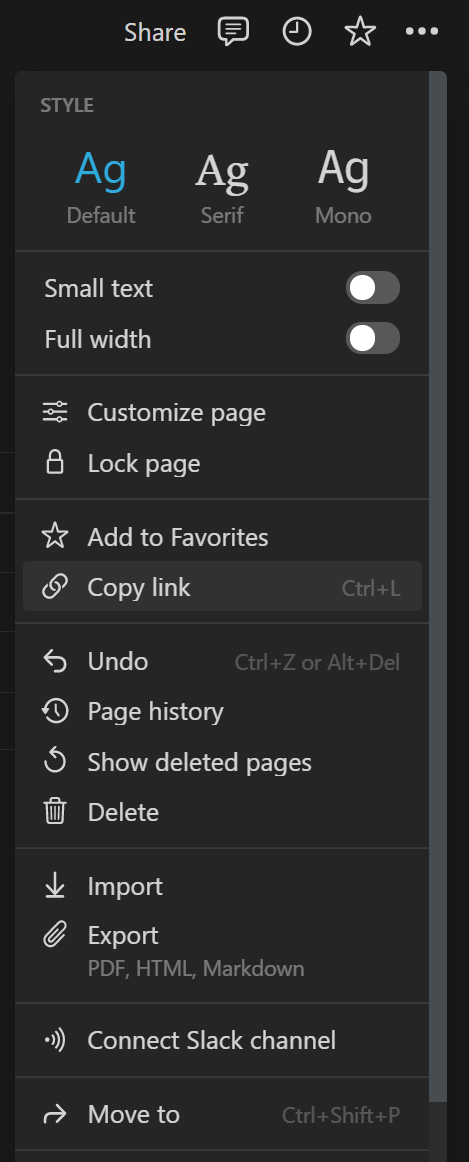 Share
STYLE
Ag Ag Ag
Default Serif Mono
Small text
Full width
Customize page
Lock page
Add to Favorites
Copy link Ctrl+L
Undo Ctrl+Z or Alt+Del
Page history
Show deleted pages
Delete
Import
Export
PDF, HTML, Markdown
Connect Slack channel
Move to Ctrl+Shift+P